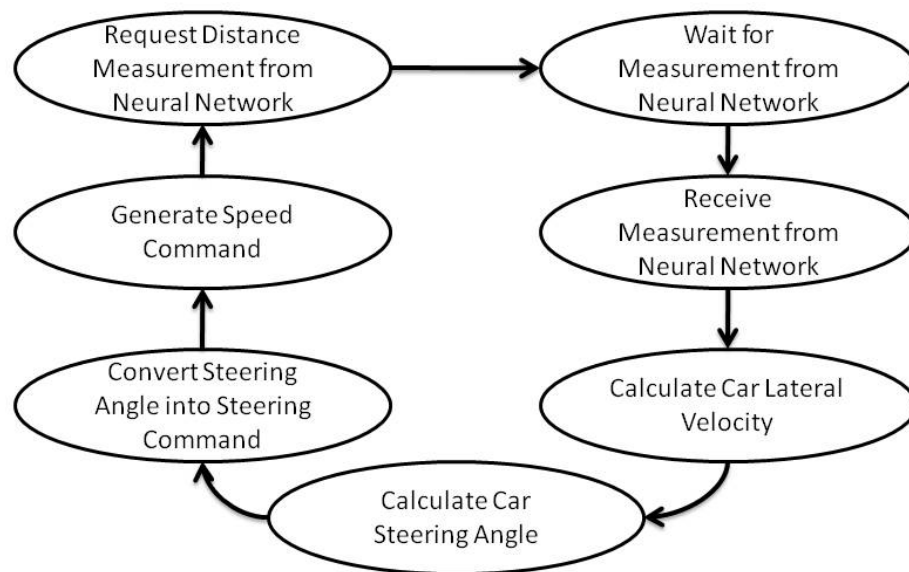 Request Distance
Measurement from
Neural Network
Wait for
Measurement from
Neural Network
Generate Speed
Command
Receive
Measurement from
Neural Network
Convert Steering
Angle into Steering
Command
Calculate Car Lateral
Velocity
Calculate Car
Steering Angle